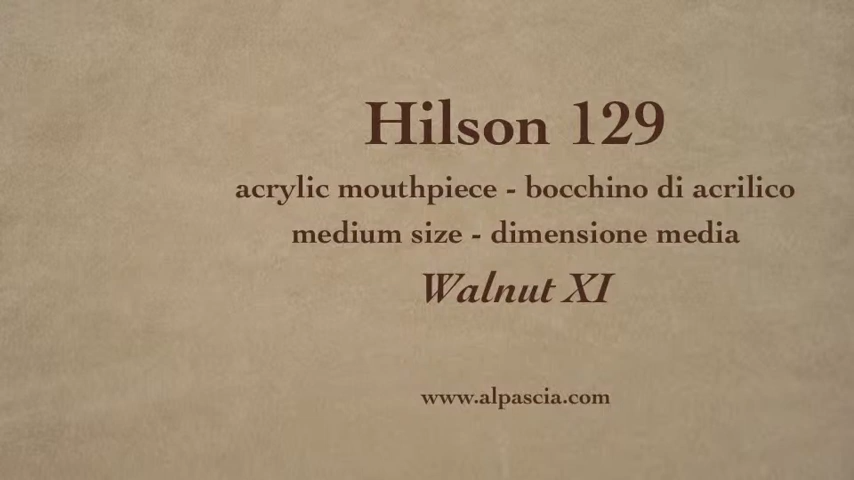 Hilson 129
acrylic mouthpiece - bocchino di acrilico
medium size - dimensione media
Walnut XI
www.alpascia.com